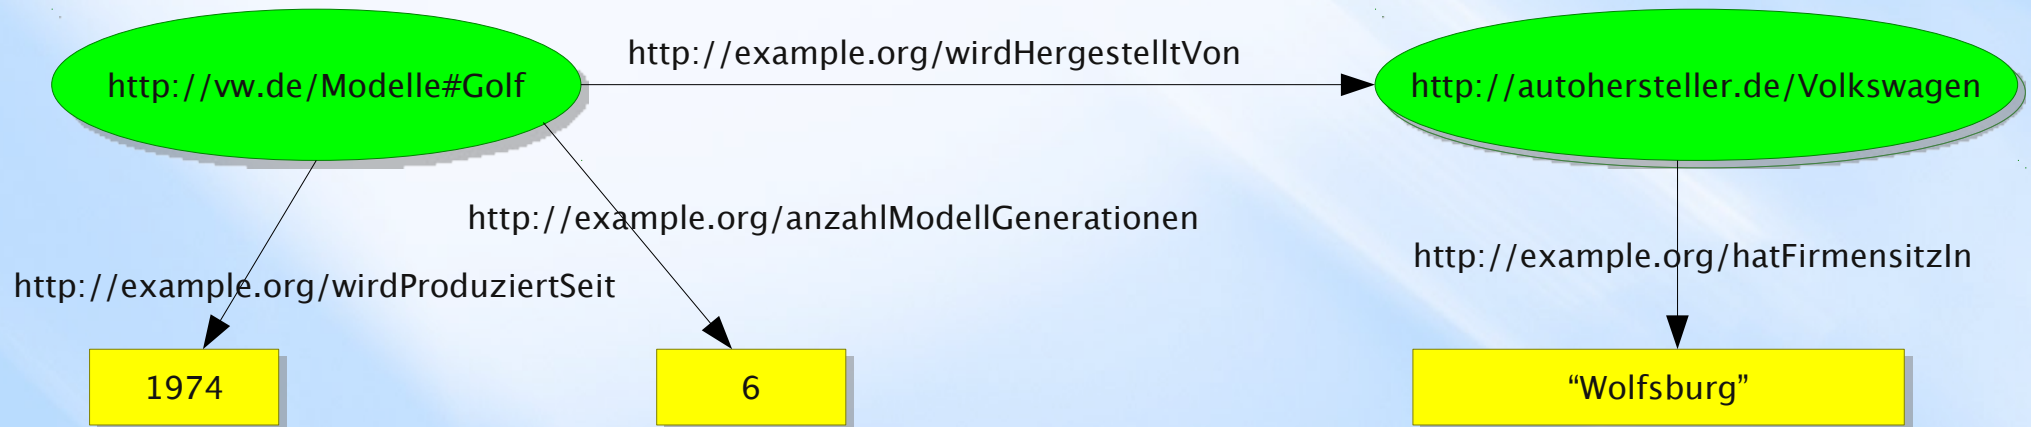 http://example.org/wirdHergestelltVon
http://vw.de/Modelle#Golf
http://autohersteller.de/Volkswagen
http://example.org/anzahlModellGenerationen
http://example.org/hatFirmensitzIn
http://example.org/wirdProduziertSeit
1974
6
“Wolfsburg”